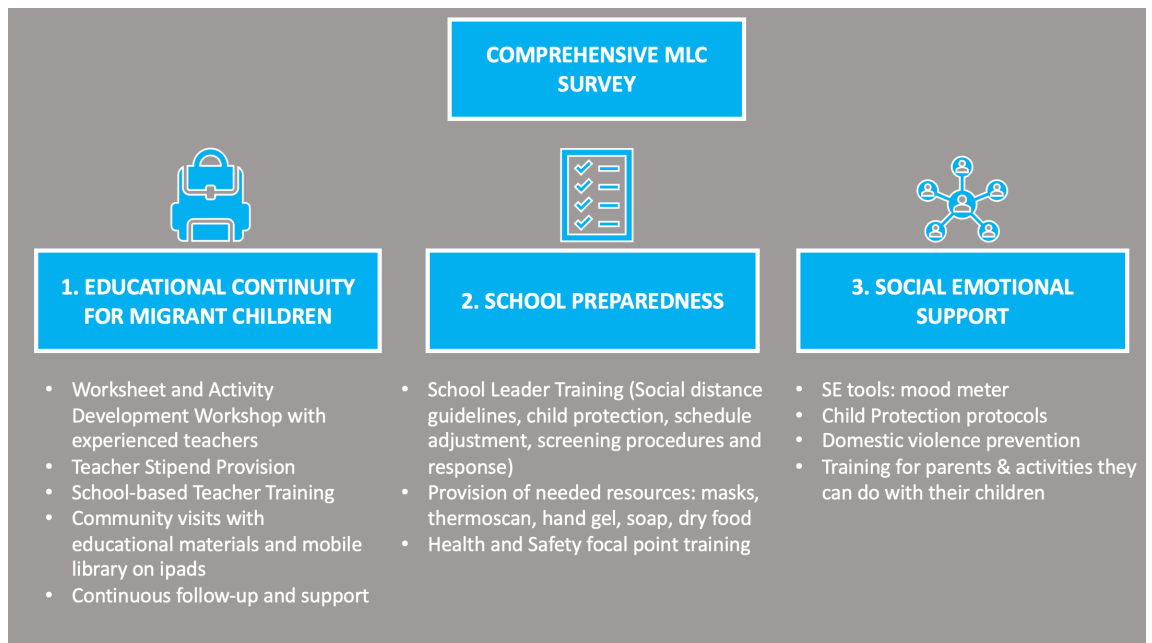 COMPREHENSIVE MLC
SURVEY
1. EDUCATIONAL CONTINUITY
FOR MIGRANT CHILDREN
• Worksheet and Activity
Development Workshop with
experienced teachers
• Teacher Stipend Provision
• School-based Teacher Training
• Community visits with
educational materials and mobile
library on ipads
• Continuous follow-up and support
2. SCHOOL PREPAREDNESS
• School Leader Training (Social distance
guidelines, child protection, schedule
adjustment, screening procedures and
response)
• Provision of needed resources: masks,
thermoscan, hand gel, soap, dry food
• Health and Safety focal point training
3. SOCIAL EMOTIONAL
SUPPORT
• SE tools: mood meter
• Child Protection protocols
• Domestic violence prevention
• Training for parents & activities they
can do with their children